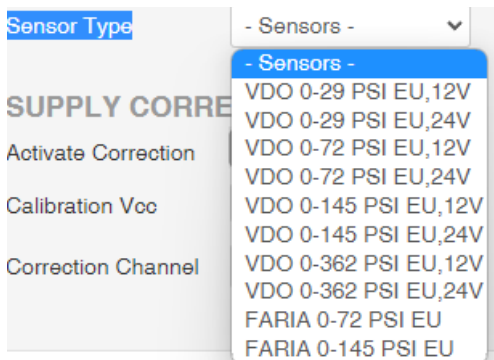 Sensor Type
- Sensors -
- Sensors -
VDO 0-29 PSI EU,12V
VDO 0-29 PSI EU,24V
VDO 0-72 PSI EU,12V
VDO 0-72 PSI EU,24V
VDO 0-145 PSI EU,12V
VDO 0-145 PSI EU,24V
VDO 0-362 PSI EU,12V
VDO 0-362 PSI EU,24V
FARIA 0-72 PSI EU
FARIA 0-145 PSI EU
SUPPLY CORRE
Activate Correction
Calibration Vcc
Correction Channel